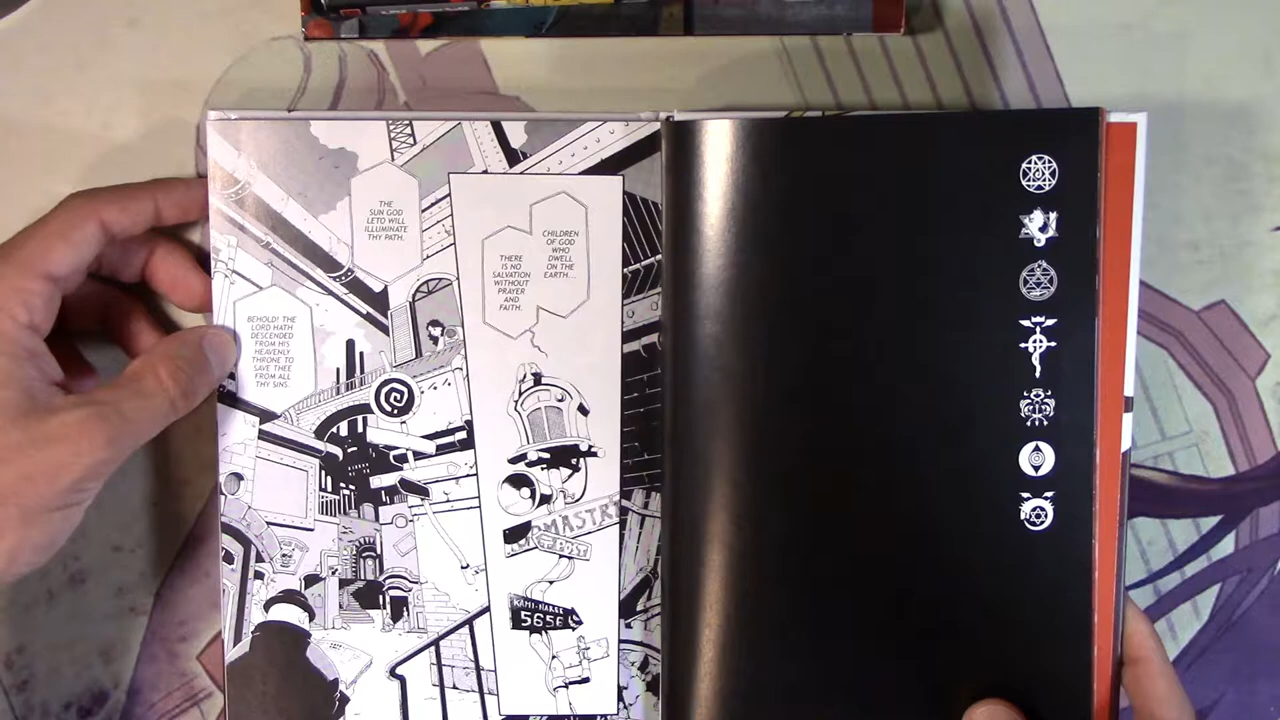 CHILDREN
OF GOD
WHO
DWELL
ON THE
EARTH...
THERE
IS NO
SALVATION
WITHOUT
PRAYER
AND
FAITH.
THE
SUN GOD
LETO WILL
ILLUMINATE
THY PATH.
BEHOLD! THE
LORD HATH
DESCENDED
FROM HIS
HEAVENLY
THRONE TO
SAVE THEE
FROM ALL
THY SINS.
POST
KAMI-HAREE
5656